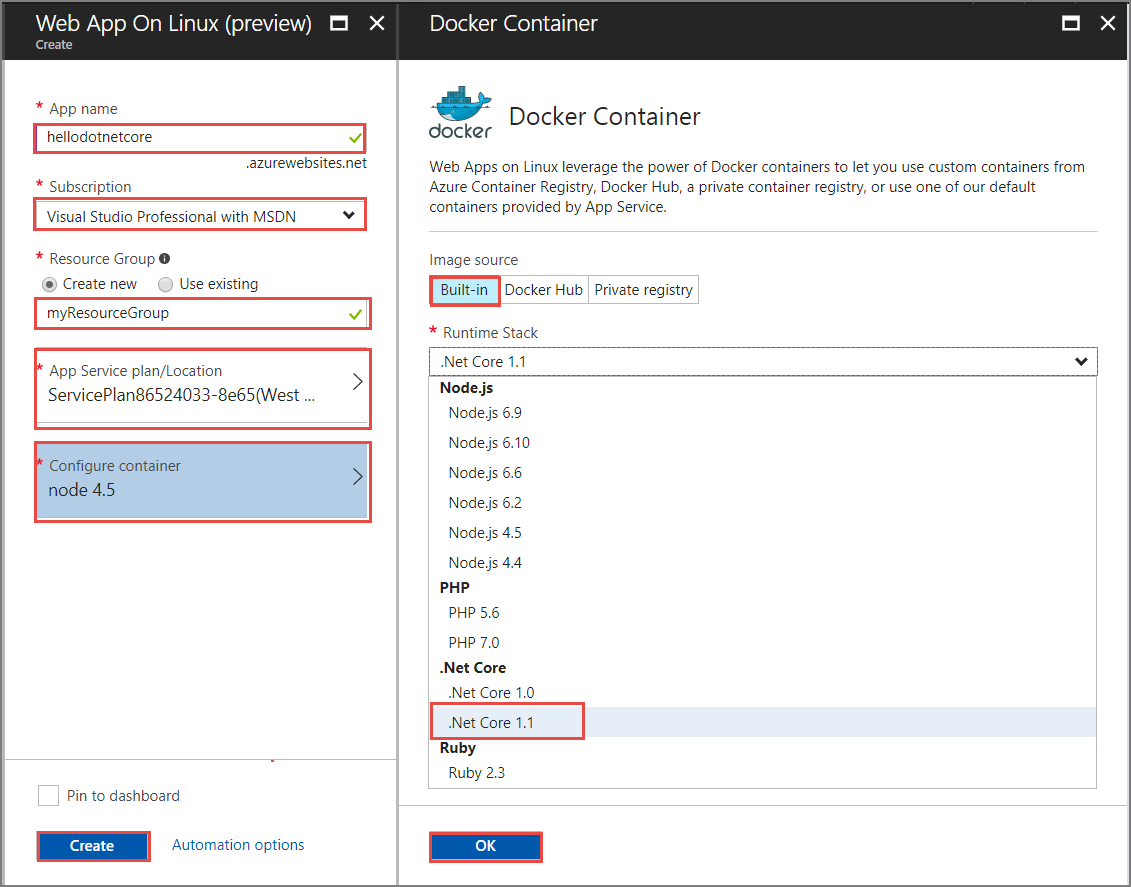 Web App On Linux (preview)
Create
* App name
hellodotnetcore
.azurewebsites.net
* Subscription
Visual Studio Professional with MSDN
* Resource Group
Create new
Use existing
myResourceGroup
* App Service plan/Location
ServicePlan86524033-8e65(West ...
* Configure container
node 4.5
Pin to dashboard
Create
Automation options
Docker Container
docker
Docker Container
Web Apps on Linux leverage the power of Docker containers to let you use custom containers from
Azure Container Registry, Docker Hub, a private container registry, or use one of our default
containers provided by App Service.
Image source
Built-in
Docker Hub
Private registry
* Runtime Stack
.Net Core 1.1
Node.js
Node.js 6.9
Node.js 6.10
Node.js 6.6
Node.js 6.2
Node.js 4.5
Node.js 4.4
PHP
PHP 5.6
PHP 7.0
.Net Core
.Net Core 1.0
.Net Core 1.1
Ruby
Ruby 2.3
OK